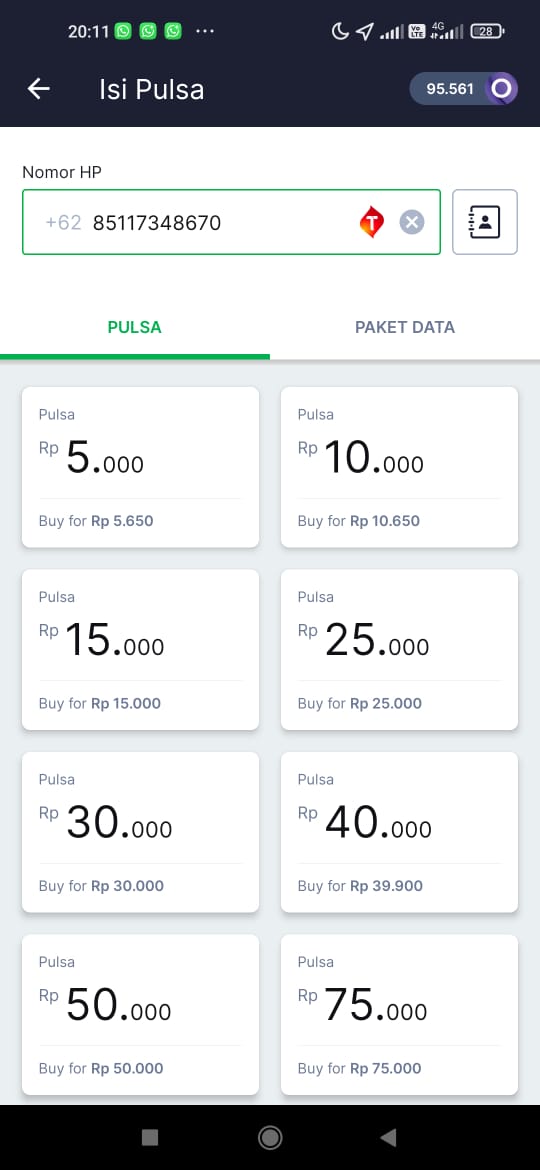 20:11
4G
28
Isi Pulsa
95.561
Nomor HP
+62 85117348670
PULSA
PAKET DATA
Pulsa
Rp 5.000
Buy for Rp 5.650
Pulsa
Rp 10.000
Buy for Rp 10.650
Pulsa
Rp 15.000
Buy for Rp 15.000
Pulsa
Rp 25.000
Buy for Rp 25.000
Pulsa
Rp 30.000
Buy for Rp 30.000
Pulsa
Rp 40.000
Buy for Rp 39.900
Pulsa
Rp 50.000
Buy for Rp 50.000
Pulsa
Rp 75.000
Buy for Rp 75.000